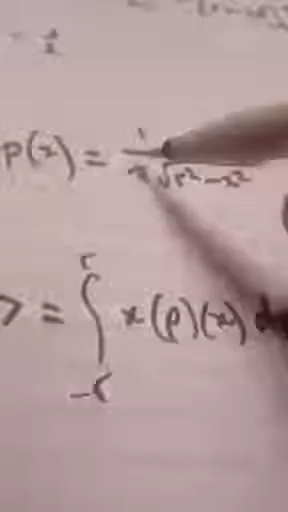 p(x) = 1/π√r²-x²
> = ∫_{-r}^{r} x(p)(x) d